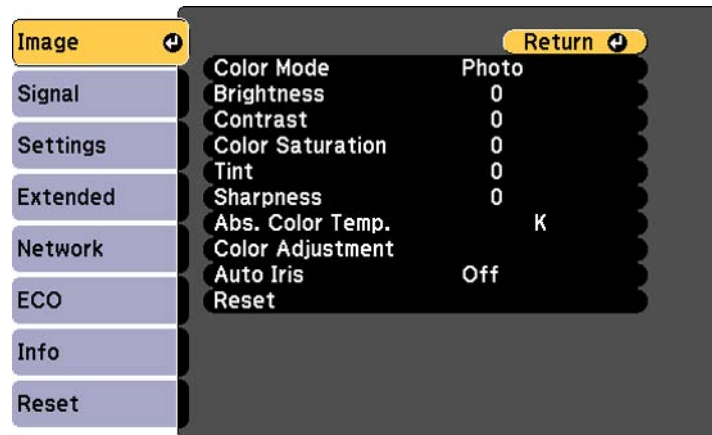 Image
Signal
Settings
Extended
Network
ECO
Info
Reset
Return
Color Mode Photo
Brightness 0
Contrast 0
Color Saturation 0
Tint 0
Sharpness 0
Abs. Color Temp. K
Color Adjustment
Auto Iris Off
Reset